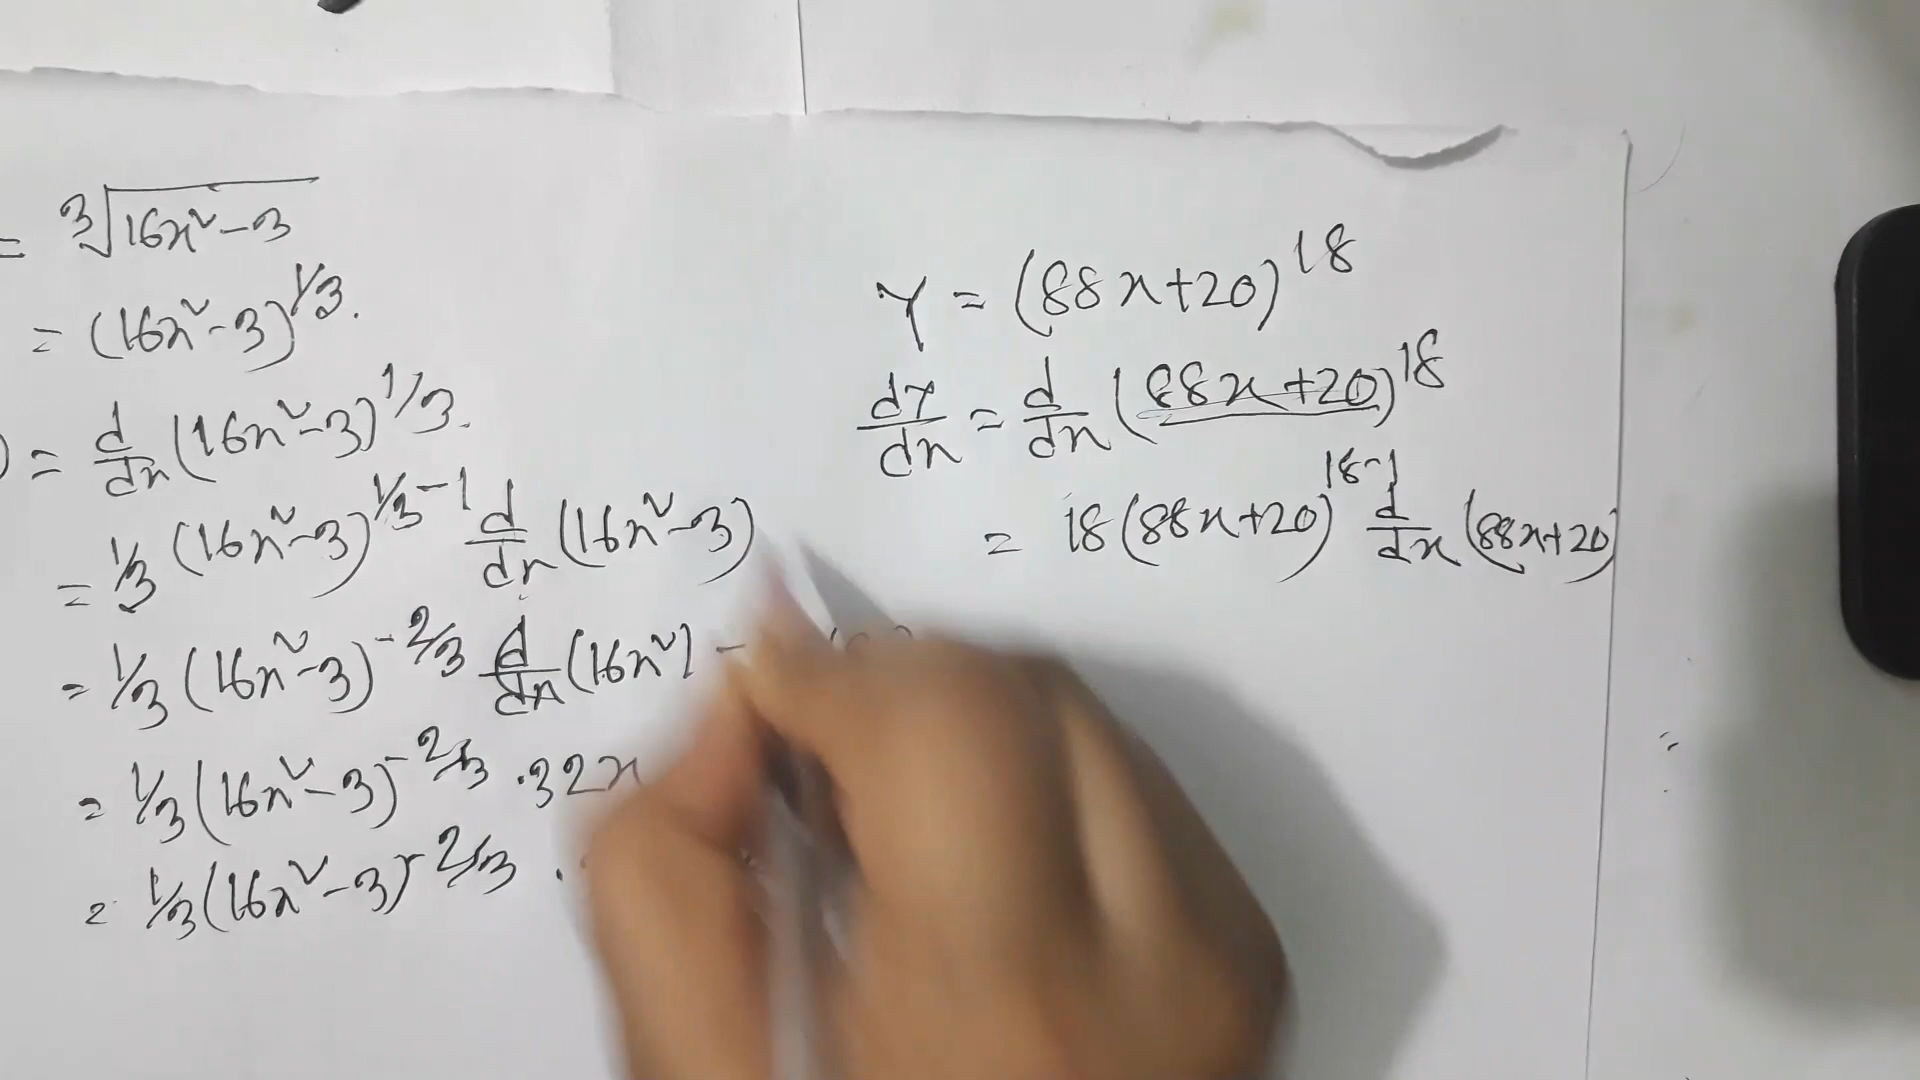 = ∛(16x²-3)
= (16x²-3)^1/3.
) = d/dx (16x²-3)^1/3.
= 1/3 (16x²-3)^1/3-1 d/dx (16x²-3)
= 1/3 (16x²-3)^-2/3 d/dx (16x²) -
= 1/3 (16x²-3)^-2/3 .32x
= 1/3 (16x²-3)^-2/3 .
Y = (88x+20)^18
dy/dx = d/dx (88x+20)^18
= 18(88x+20)^18-1 d/dx (88x+20)